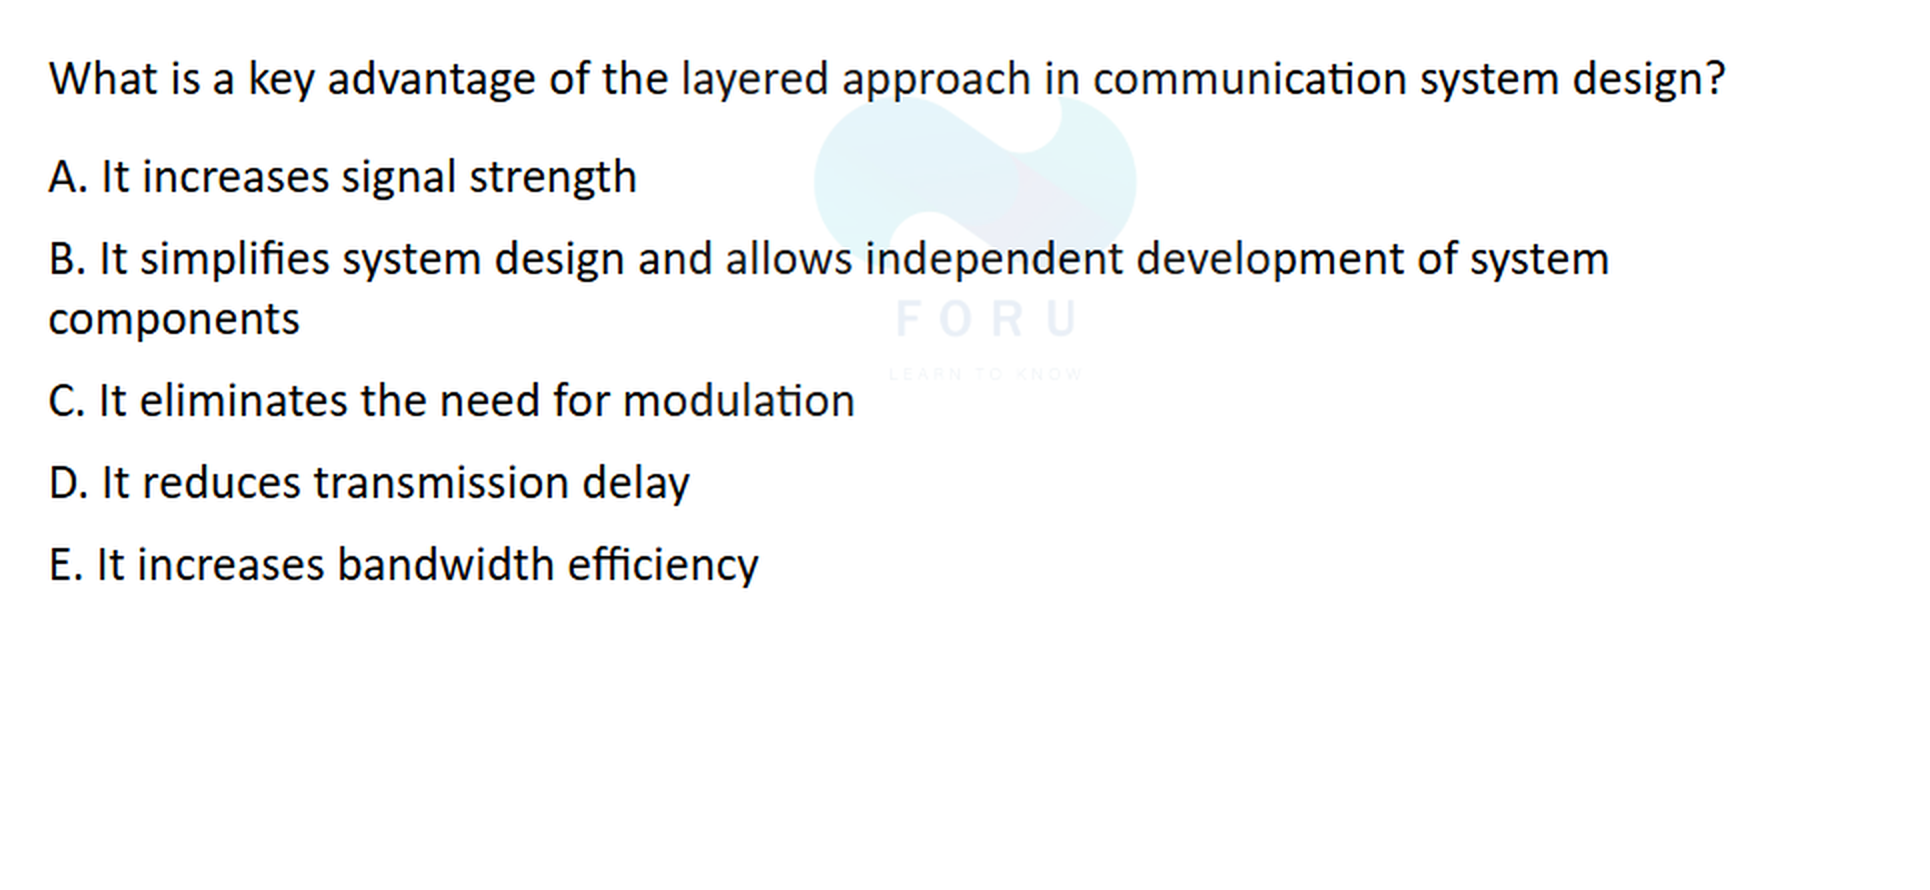 What is a key advantage of the layered approach in communication system design?
A. It increases signal strength
B. It simplifies system design and allows independent development of system
components
FORU
LEARN TO KNOW
C. It eliminates the need for modulation
D. It reduces transmission delay
E. It increases bandwidth efficiency